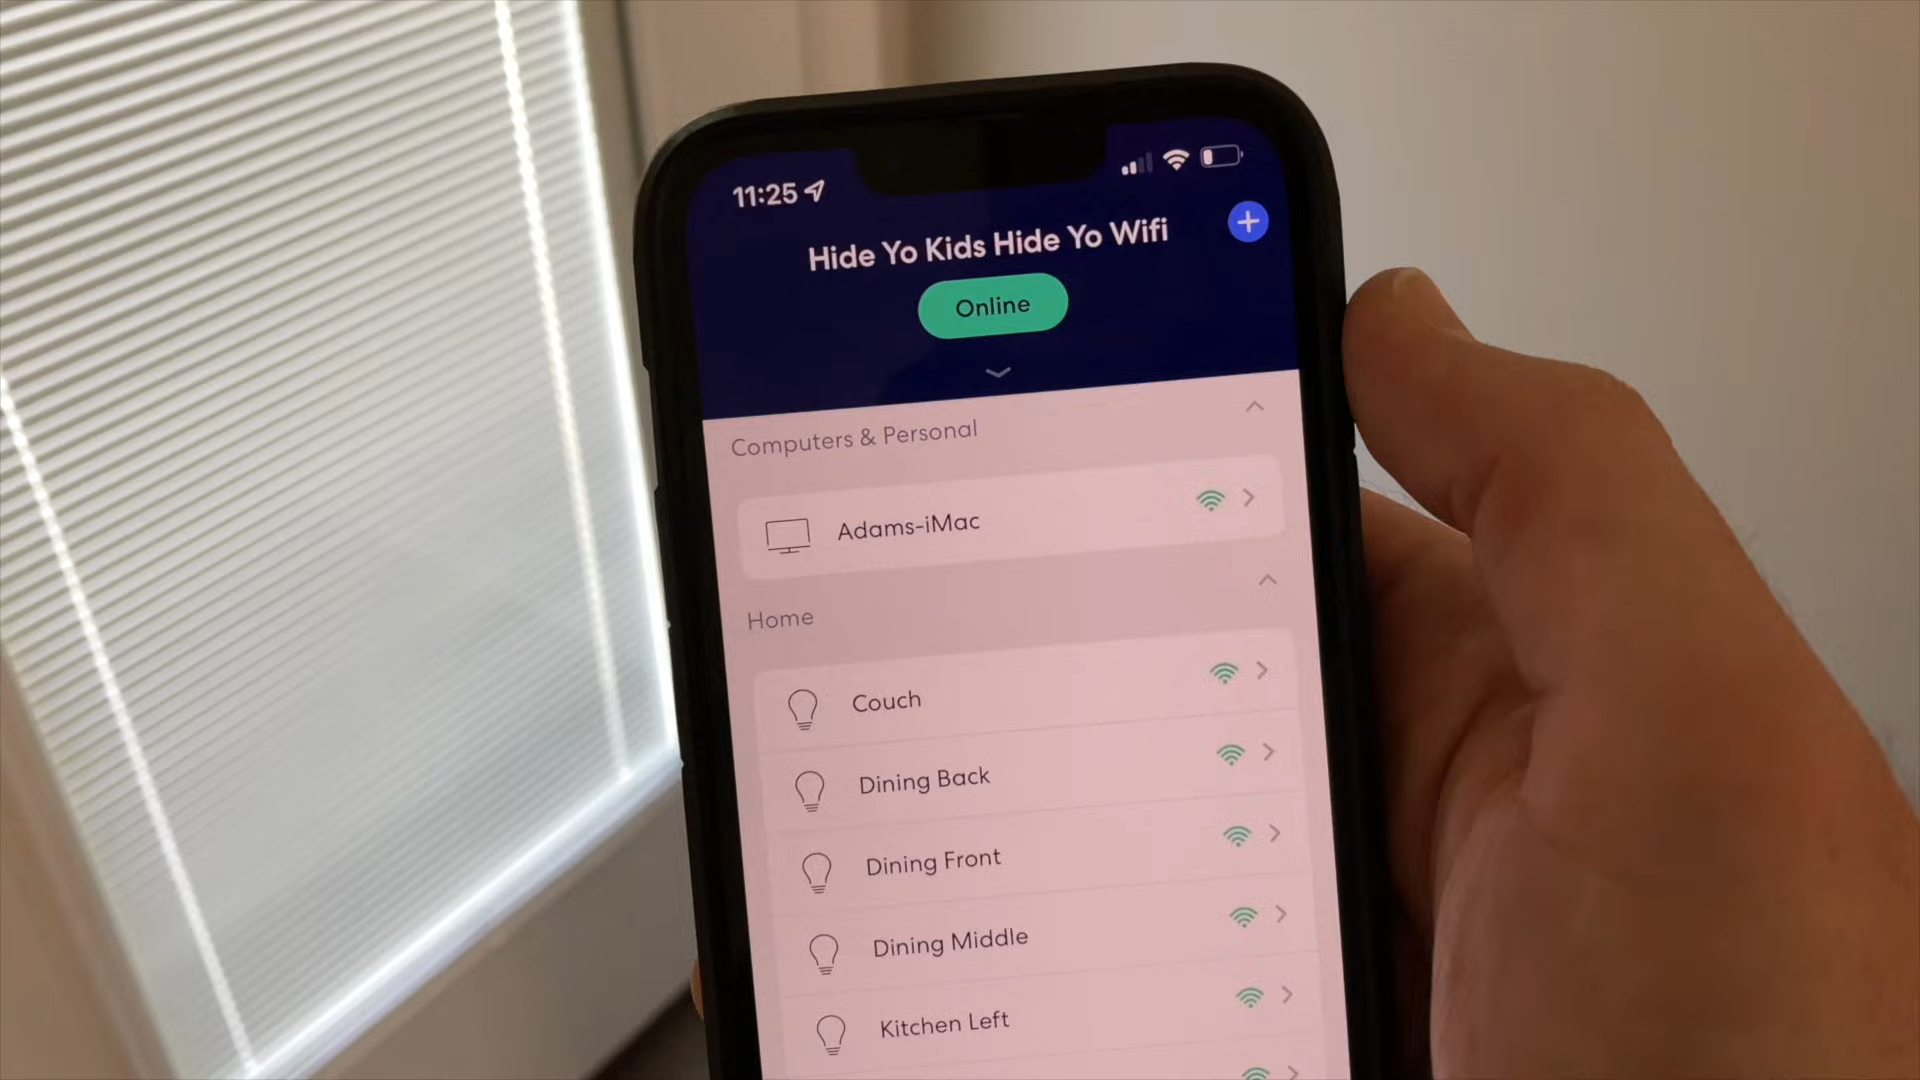 11:25
Hide Yo Kids Hide Yo Wifi
Online
Computers & Personal
Adams-iMac
Home
Couch
Dining Back
Dining Front
Dining Middle
Kitchen Left